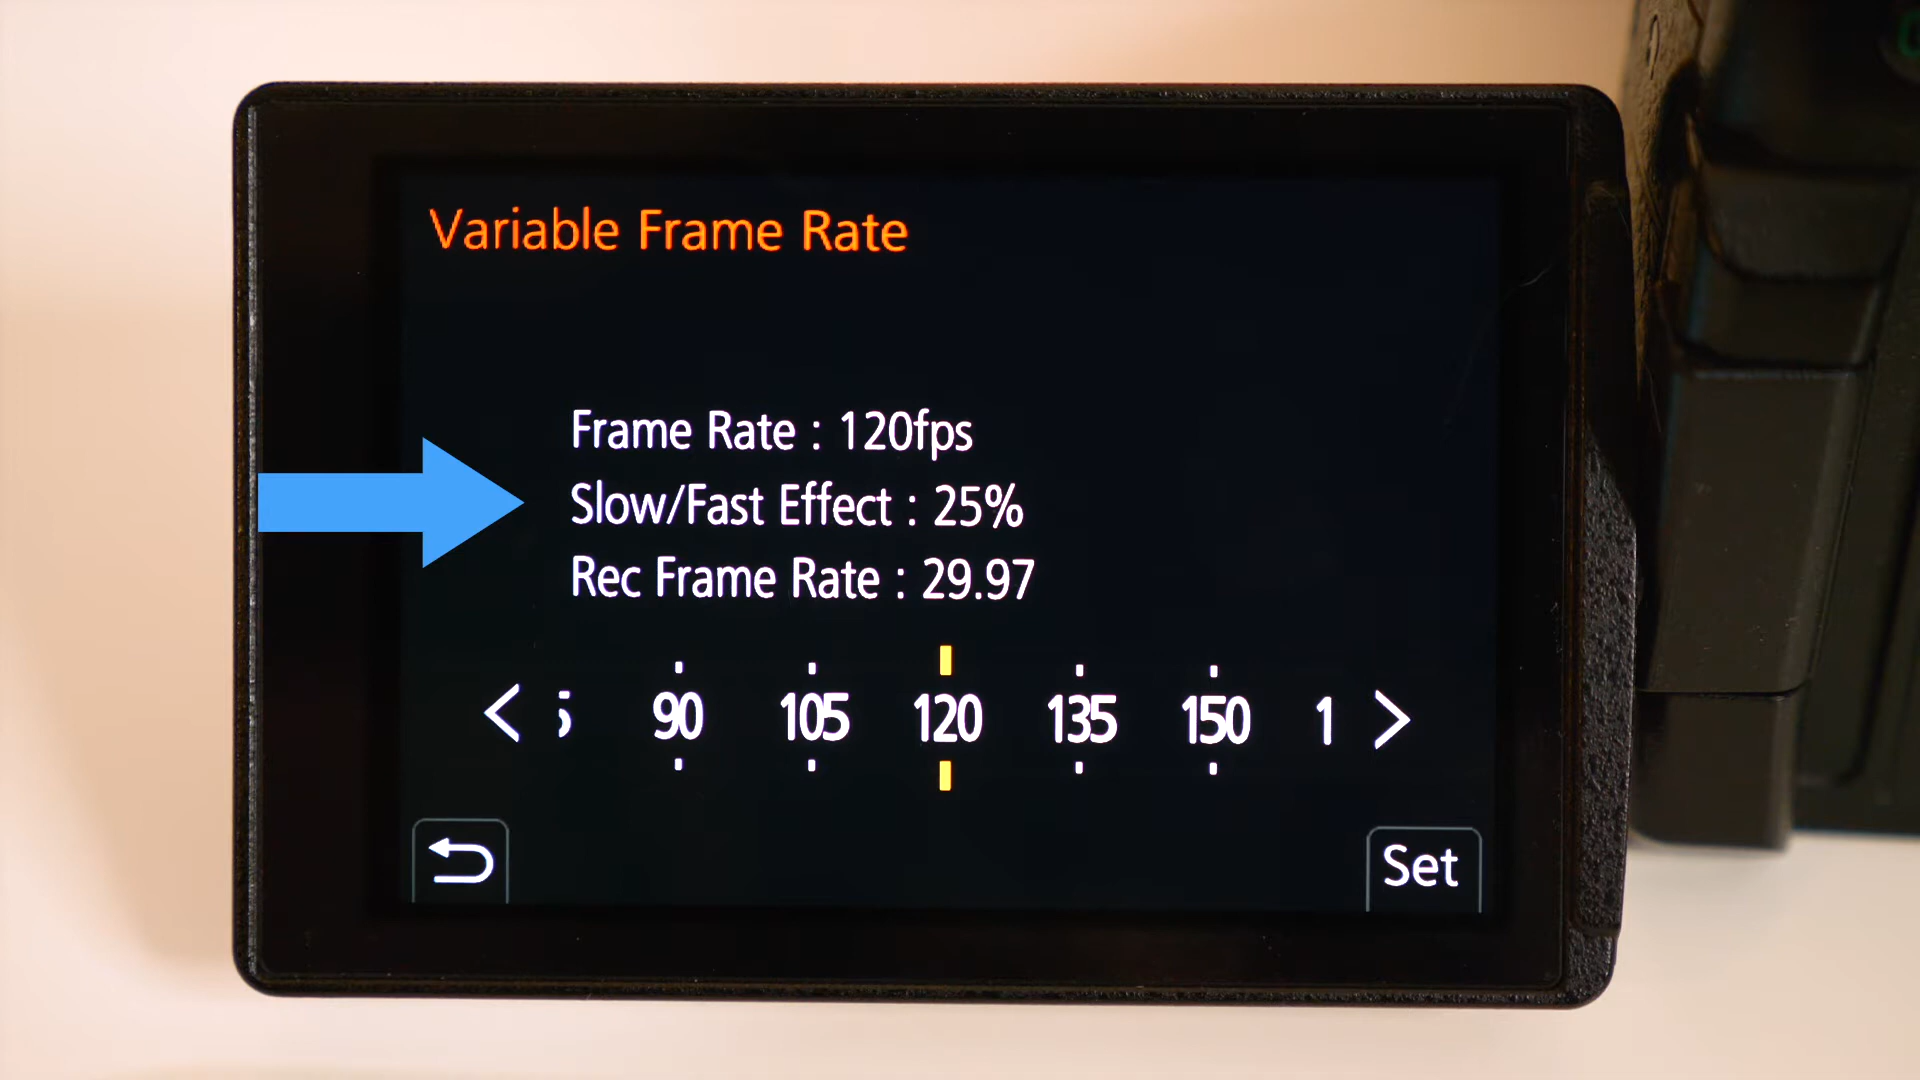 Variable Frame Rate
Frame Rate : 120fps
Slow/Fast Effect : 25%
Rec Frame Rate : 29.97
90 105 120 135 150 1
Set